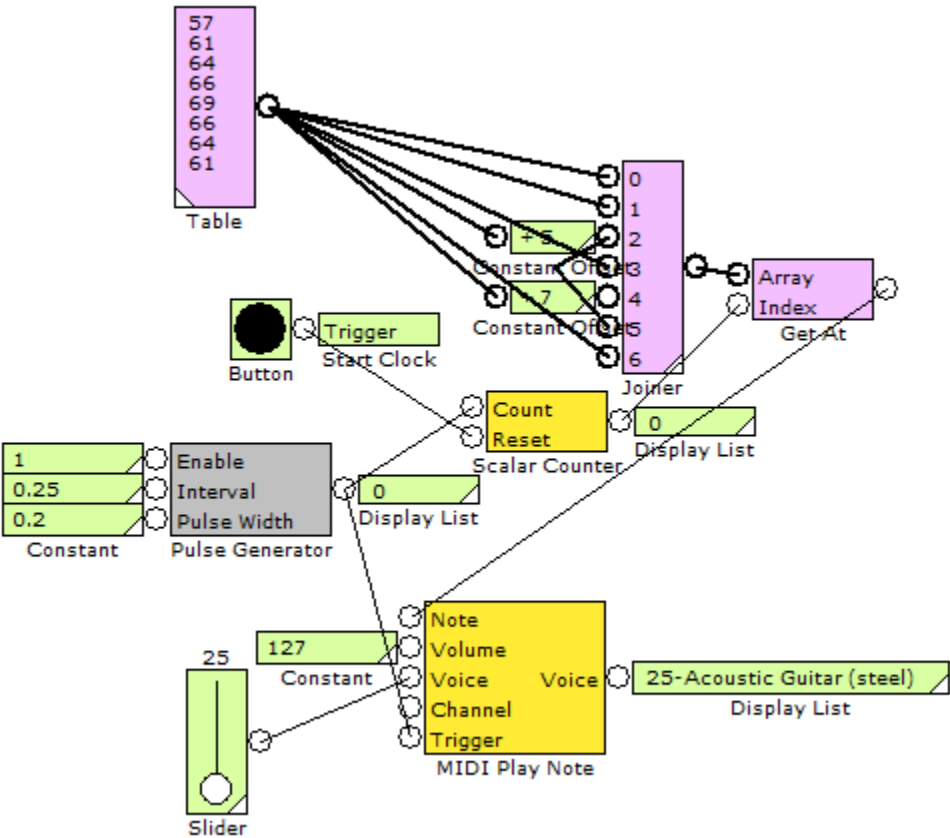 57
61
64
66
69
66
64
61
Table
0
1
+ 5
2
Constant Offset
3
+ 7
4
Constant Offset
5
6
Joiner
Array
Index
Get At
Button
Trigger
Start Clock
Count
Reset
Scalar Counter
0
Display List
1
0.25
0.2
Constant
Enable
Interval
Pulse Width
Pulse Generator
0
Display List
25
Slider
127
Constant
Note
Volume
Voice
Voice
Channel
Trigger
MIDI Play Note
25-Acoustic Guitar (steel)
Display List